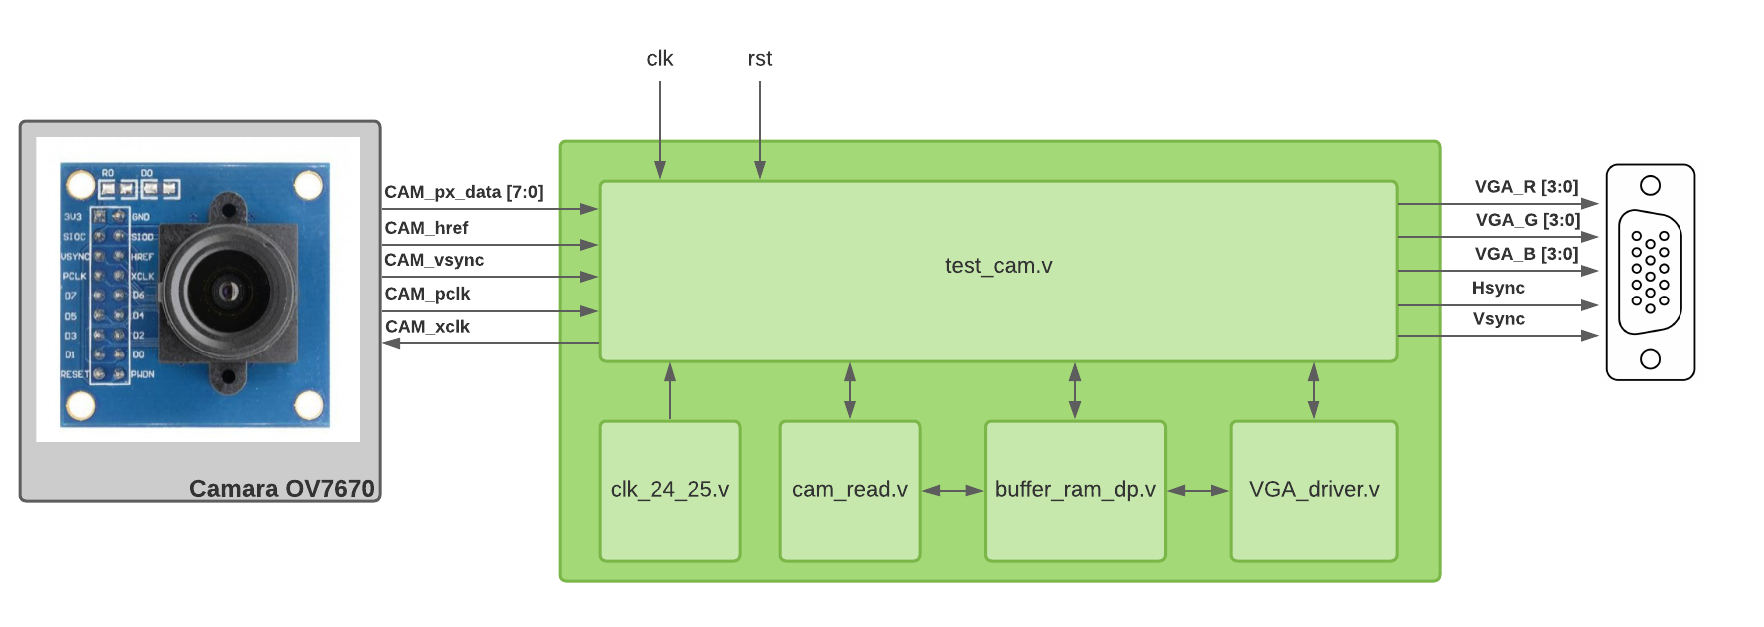 clk
rst
R0 D0
3V3 GND
SIOC SIOD
VSYNC HREF
PCLK XCLK
D7 D6
D5 D4
D3 D2
D1 D0
RESET PWDN
Camara OV7670
CAM_px_data [7:0]
CAM_href
CAM_vsync
CAM_pclk
CAM_xclk
test_cam.v
clk_24_25.v
cam_read.v
buffer_ram_dp.v
VGA_driver.v
VGA_R [3:0]
VGA_G [3:0]
VGA_B [3:0]
Hsync
Vsync